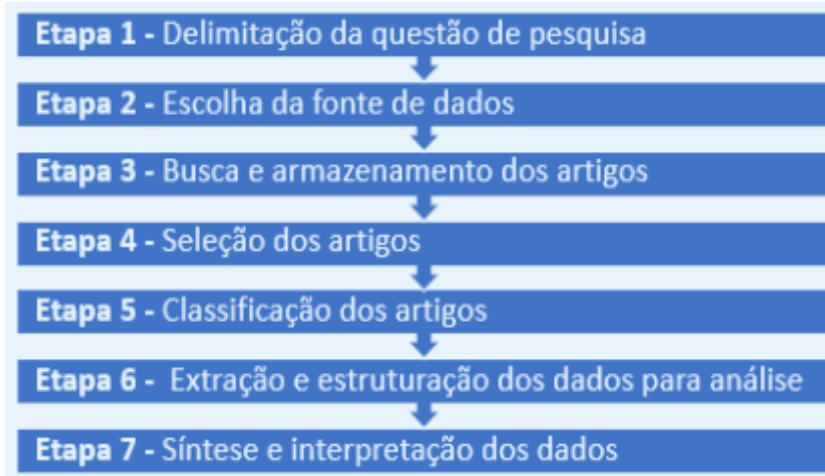 Etapa 1 - Delimitação da questão de pesquisa
Etapa 2 - Escolha da fonte de dados
Etapa 3 - Busca e armazenamento dos artigos
Etapa 4 - Seleção dos artigos
Etapa 5 - Classificação dos artigos
Etapa 6 - Extração e estruturação dos dados para análise
Etapa 7 - Síntese e interpretação dos dados